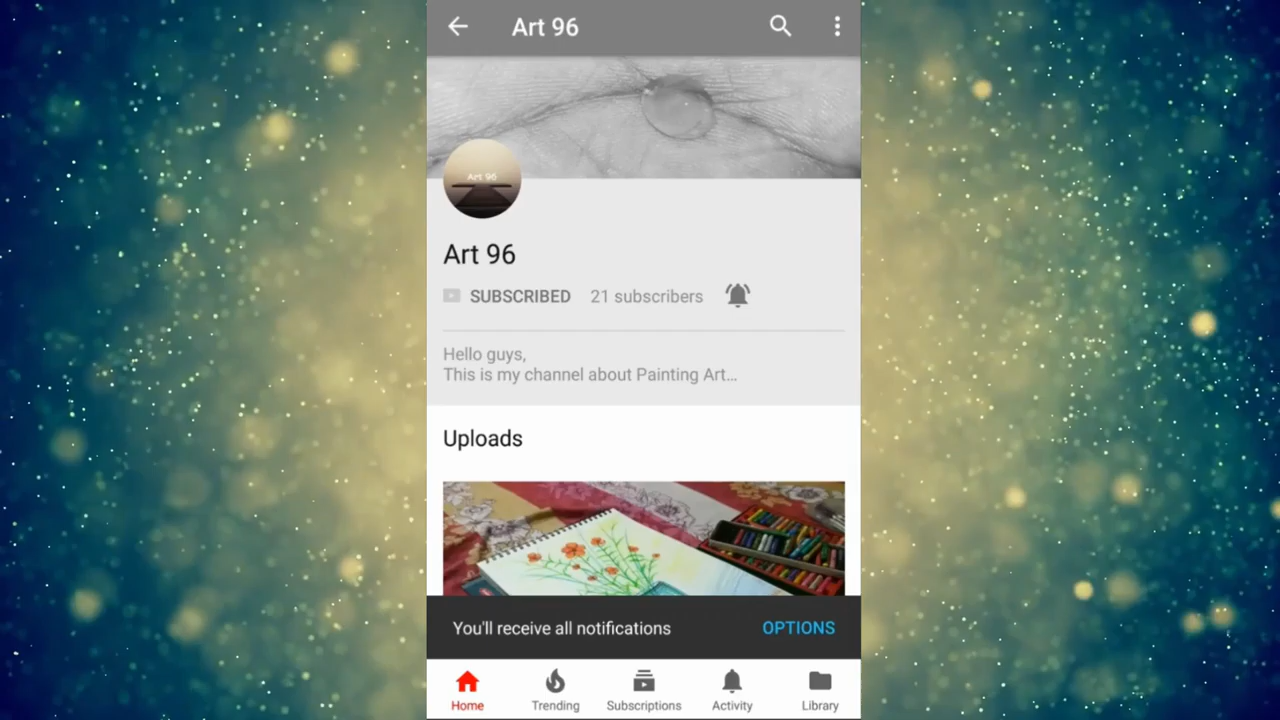 Art 96
Art 96
Art 96
SUBSCRIBED 21 subscribers
Hello guys,
This is my channel about Painting Art...
Uploads
You'll receive all notifications OPTIONS
Home Trending Subscriptions Activity Library